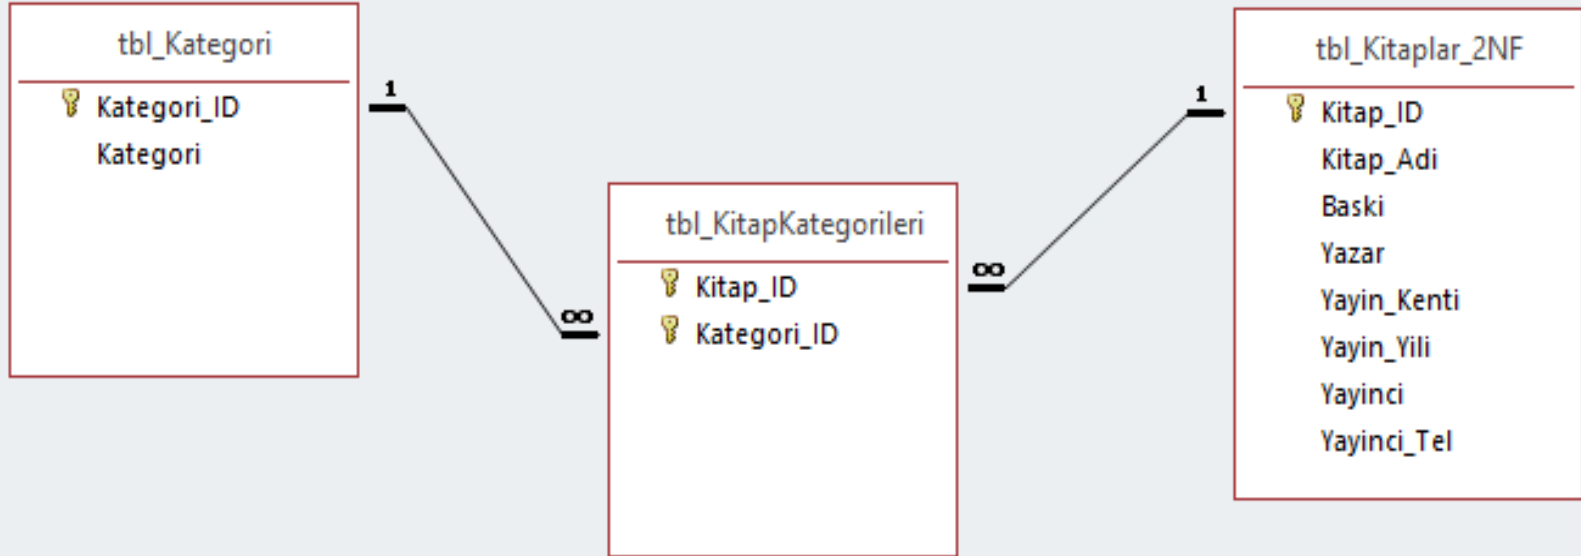 tbl_Kategori
Kategori_ID
Kategori
1
∞
tbl_KitapKategorileri
Kitap_ID
Kategori_ID
∞
1
tbl_Kitaplar_2NF
Kitap_ID
Kitap_Adi
Baski
Yazar
Yayin_Kenti
Yayin_Yili
Yayinci
Yayinci_Tel